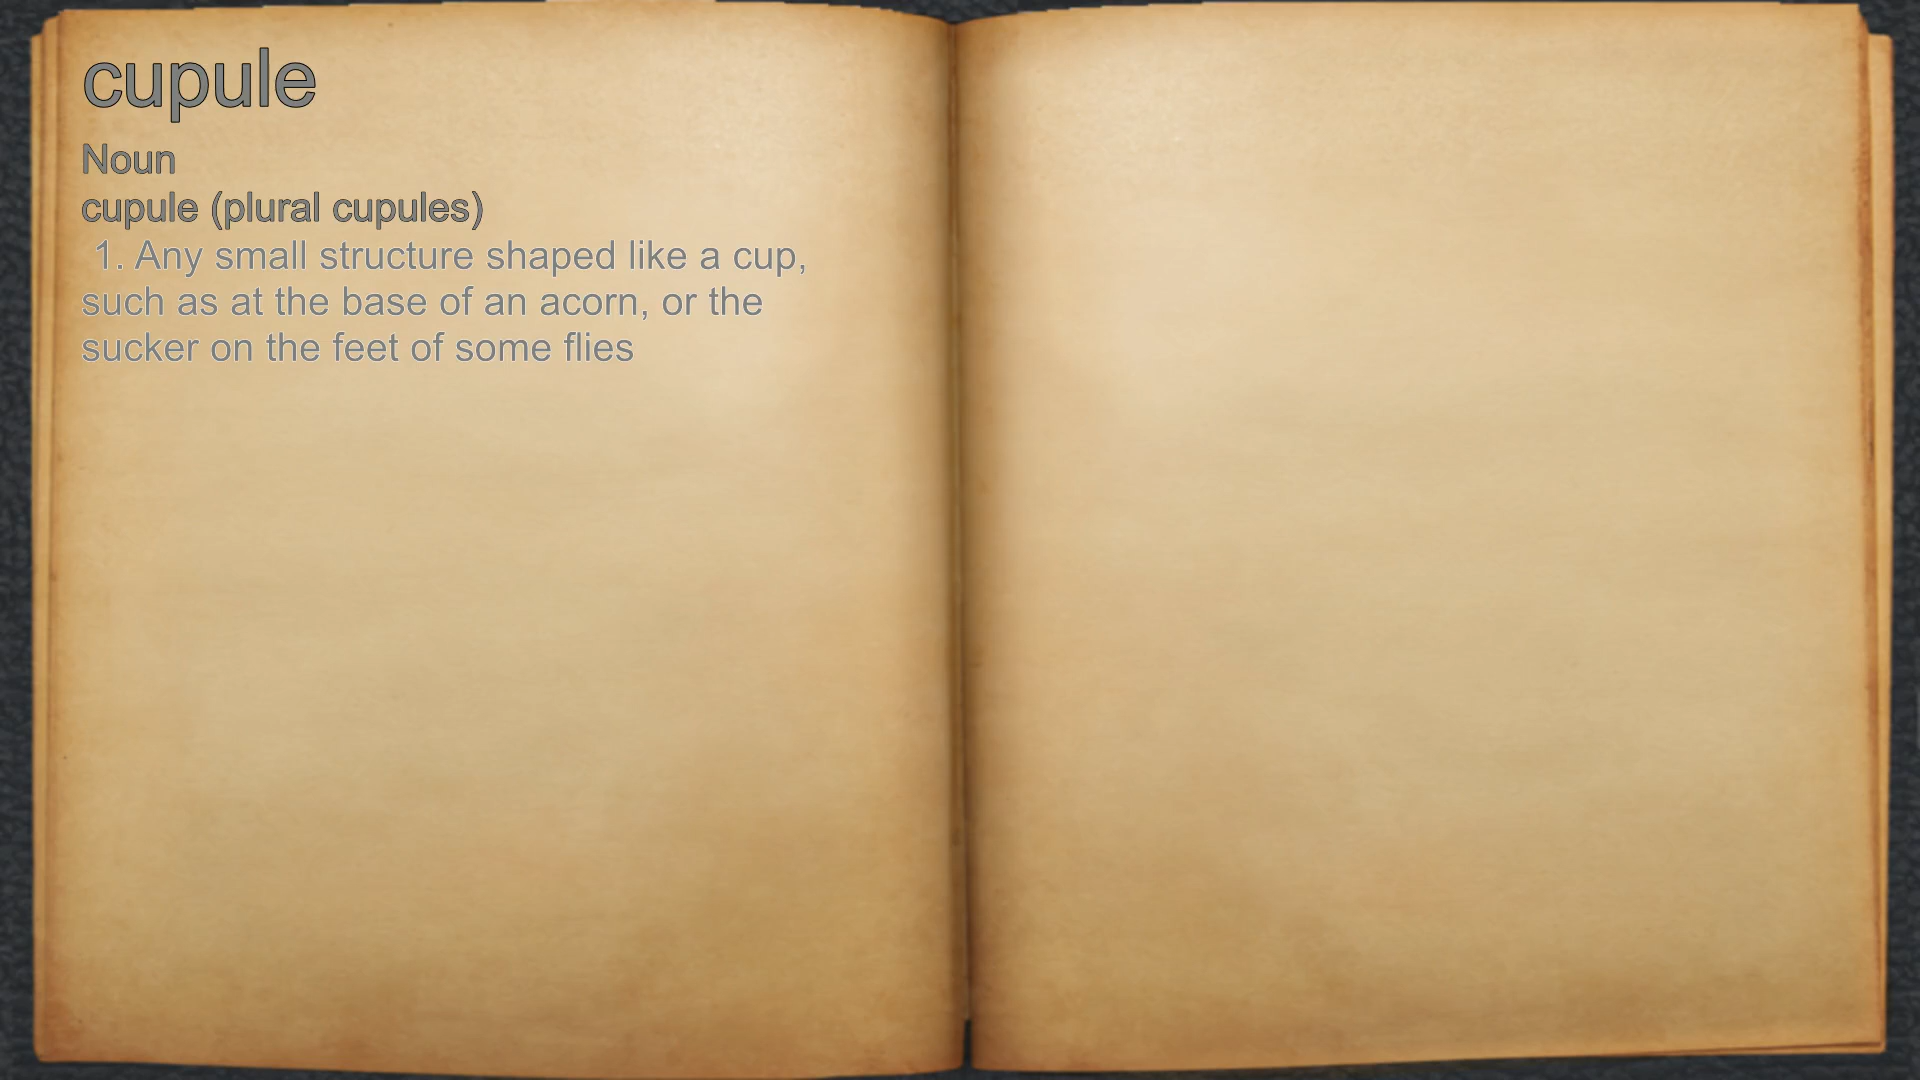 cupule
Noun
cupule (plural cupules)
1. Any small structure shaped like a cup,
such as at the base of an acorn, or the
sucker on the feet of some flies